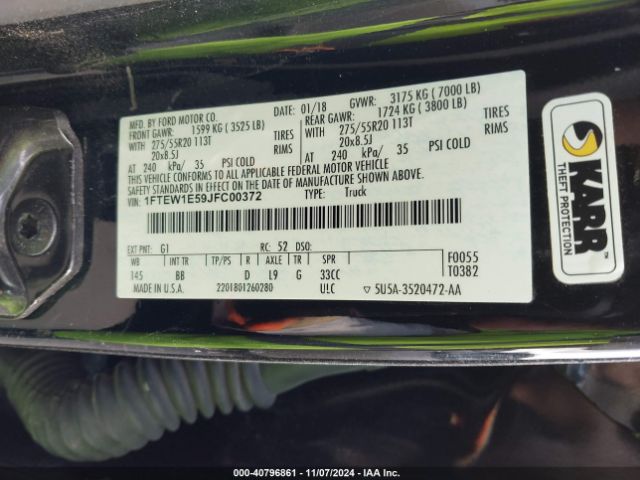 MFD. BY FORD MOTOR CO.
DATE: 01/18 GVWR: 3175 KG ( 7000 LB)
FRONT GAWR: 1599 KG ( 3525 LB)
REAR GAWR: 1724 KG ( 3800 LB)
WITH 275/55R20 113T TIRES
WITH 275/55R20 113T TIRES
20x8.5J RIMS
20x8.5J RIMS
AT 240 kPa/ 35 PSI COLD
AT 240 kPa/ 35 PSI COLD
THIS VEHICLE CONFORMS TO ALL APPLICABLE FEDERAL MOTOR VEHICLE
SAFETY STANDARDS IN EFFECT ON THE DATE OF MANUFACTURE SHOWN ABOVE.
VIN: 1FTEW1E59JFC00372 TYPE: Truck
EXT PNT: G1 RC: 52 DSO:
WB INT TR TP/PS R AXLE TR SPR
145 BB D L9 G 33CC
F0055
T0382
MADE IN U.S.A. 2201801260280 ULC 5U5A-3520472-AA
KARR
THEFT PROTECTION
Owner: 0000 - 40796861 - 11/07/2024 - IAA Inc.